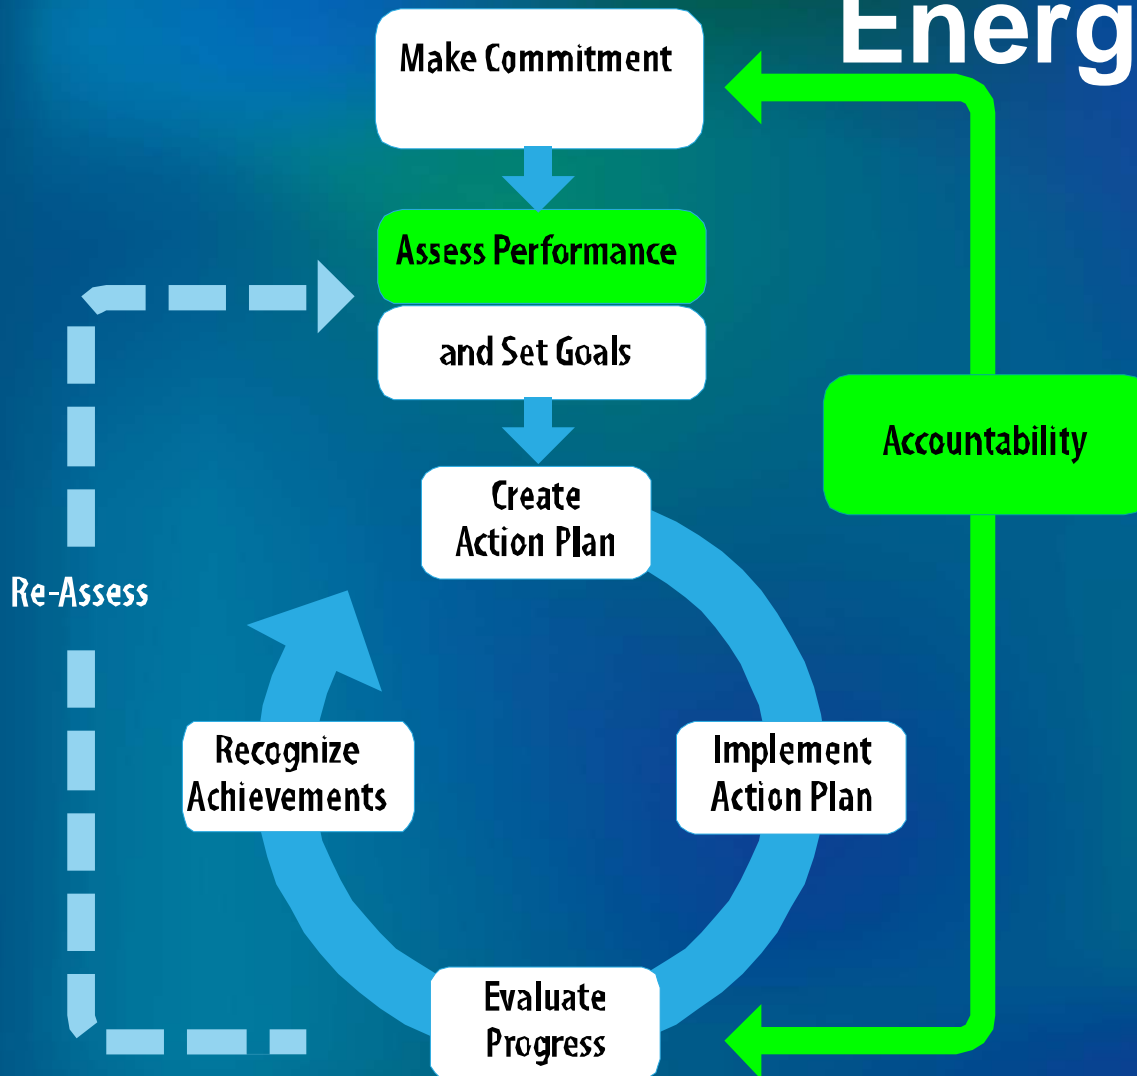 Energ
Make Commitment
Assess Performance
and Set Goals
Accountability
Create
Action Plan
Re-Assess
Recognize
Achievements
Implement
Action Plan
Evaluate
Progress